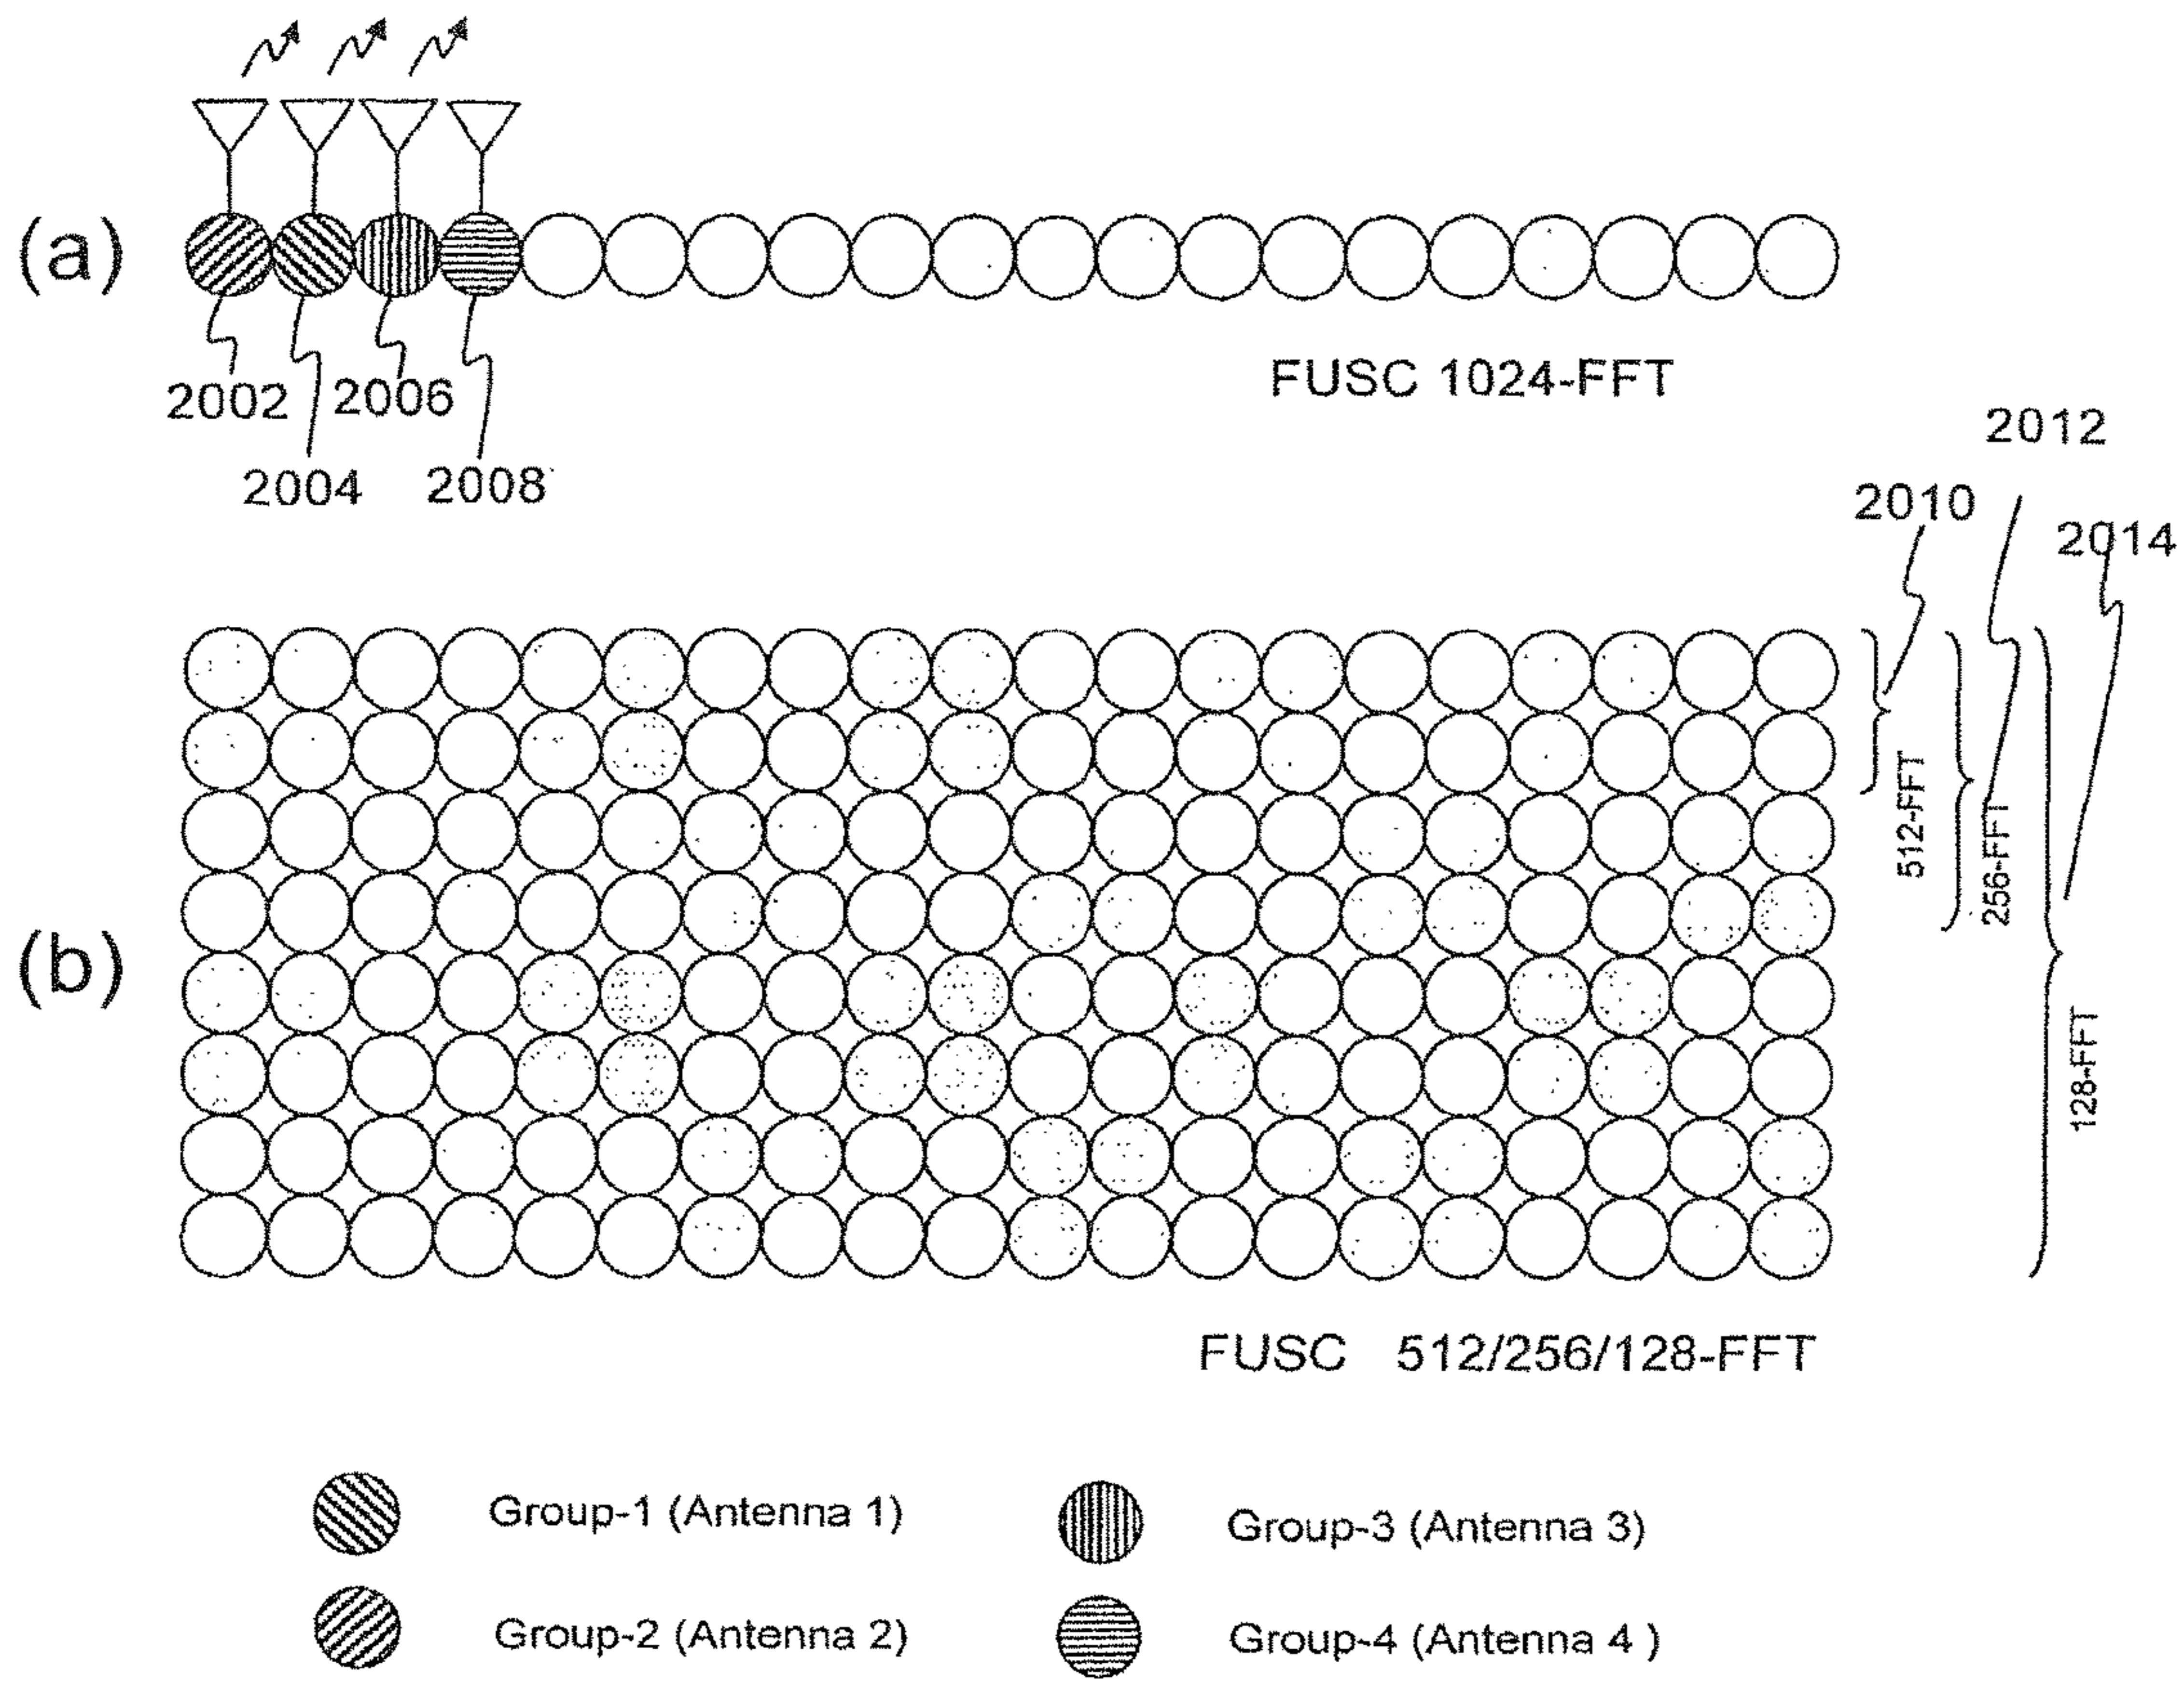 (a)
2002
2006
2004
2008
FUSC 1024-FFT
2012
2010
2014
(b)
512-FFT
256-FFT
128-FFT
FUSC 512/256/128-FFT
Group-1 (Antenna 1)
Group-3 (Antenna 3)
Group-2 (Antenna 2)
Group-4 (Antenna 4 )